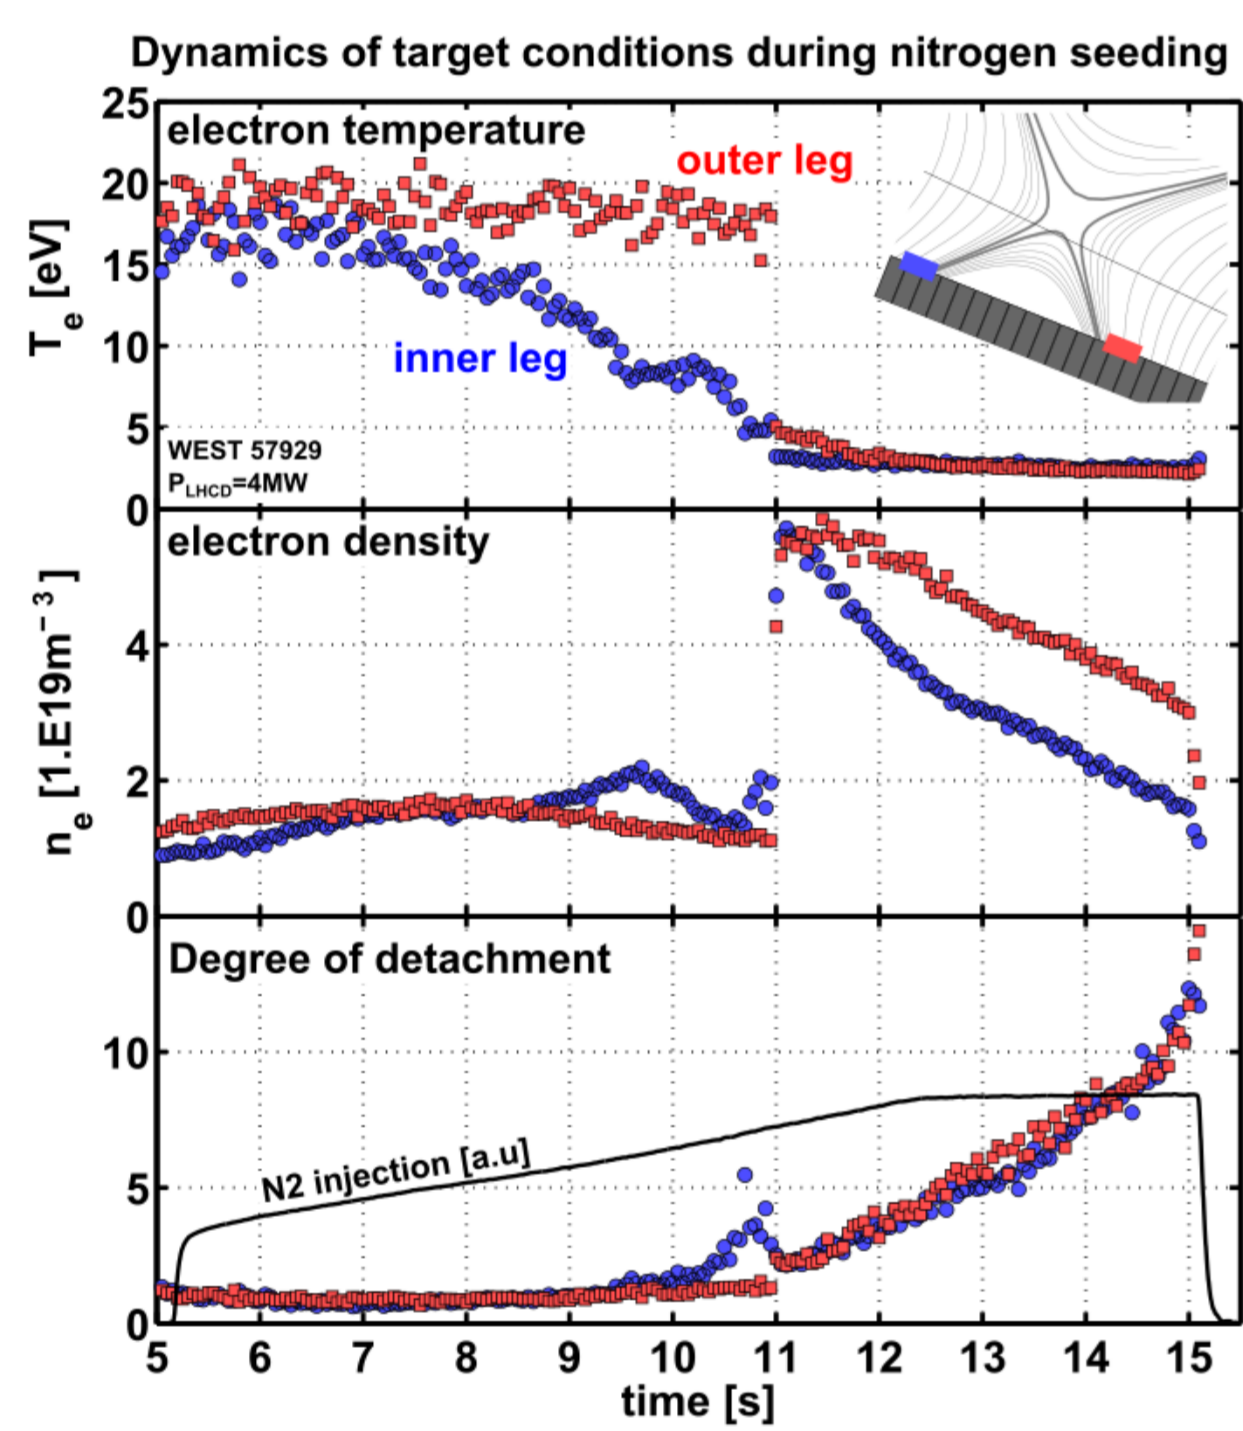 Dynamics of target conditions during nitrogen seeding
25
electron temperature
outer leg
20
Te [eV]
15
10
inner leg
5
WEST 57929
PLHCD=4MW
0
electron density
ne [1.E19m−3]
4
2
0
Degree of detachment
10
N2 injection [a.u]
5
0
5 6 7 8 9 10 11 12 13 14 15
time [s]